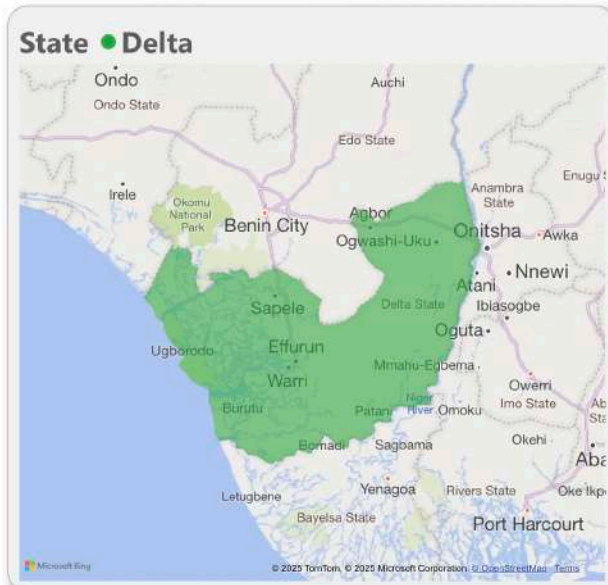 State Delta
Ondo
Ondo State
Auchi
Edo State
Irele
Okomu
National
Park
Benin City
Agbor
Ogwashi-Uku
Anambra
State
Enugu S
Onitsha
Awka
Nnewi
Atani
Ibiasogbe
Sapele
Delta State
Oguta
Ugborodo
Effurun
Warri
Mmahu-Egbema
Owerri
Imo State
Burutu
Patani
Niger
River
Omoku
Bomadi
Sagbama
Okehi
Aba
Letugbene
Yenagoa
Rivers State
Oke Ikp
Bayelsa State
Port Harcourt
Microsoft Bing
© 2025 TomTom, © 2025 Microsoft Corporation, © OpenStreetMap Terms